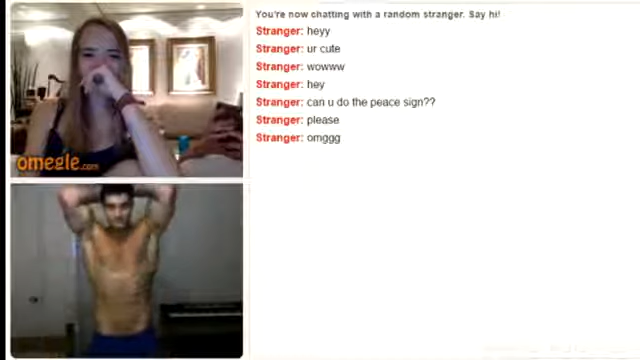 You're now chatting with a random stranger. Say hi!
Stranger: heyy
Stranger: ur cute
Stranger: wowww
Stranger: hey
Stranger: can u do the peace sign??
Stranger: please
Stranger: omggg
omegle.com